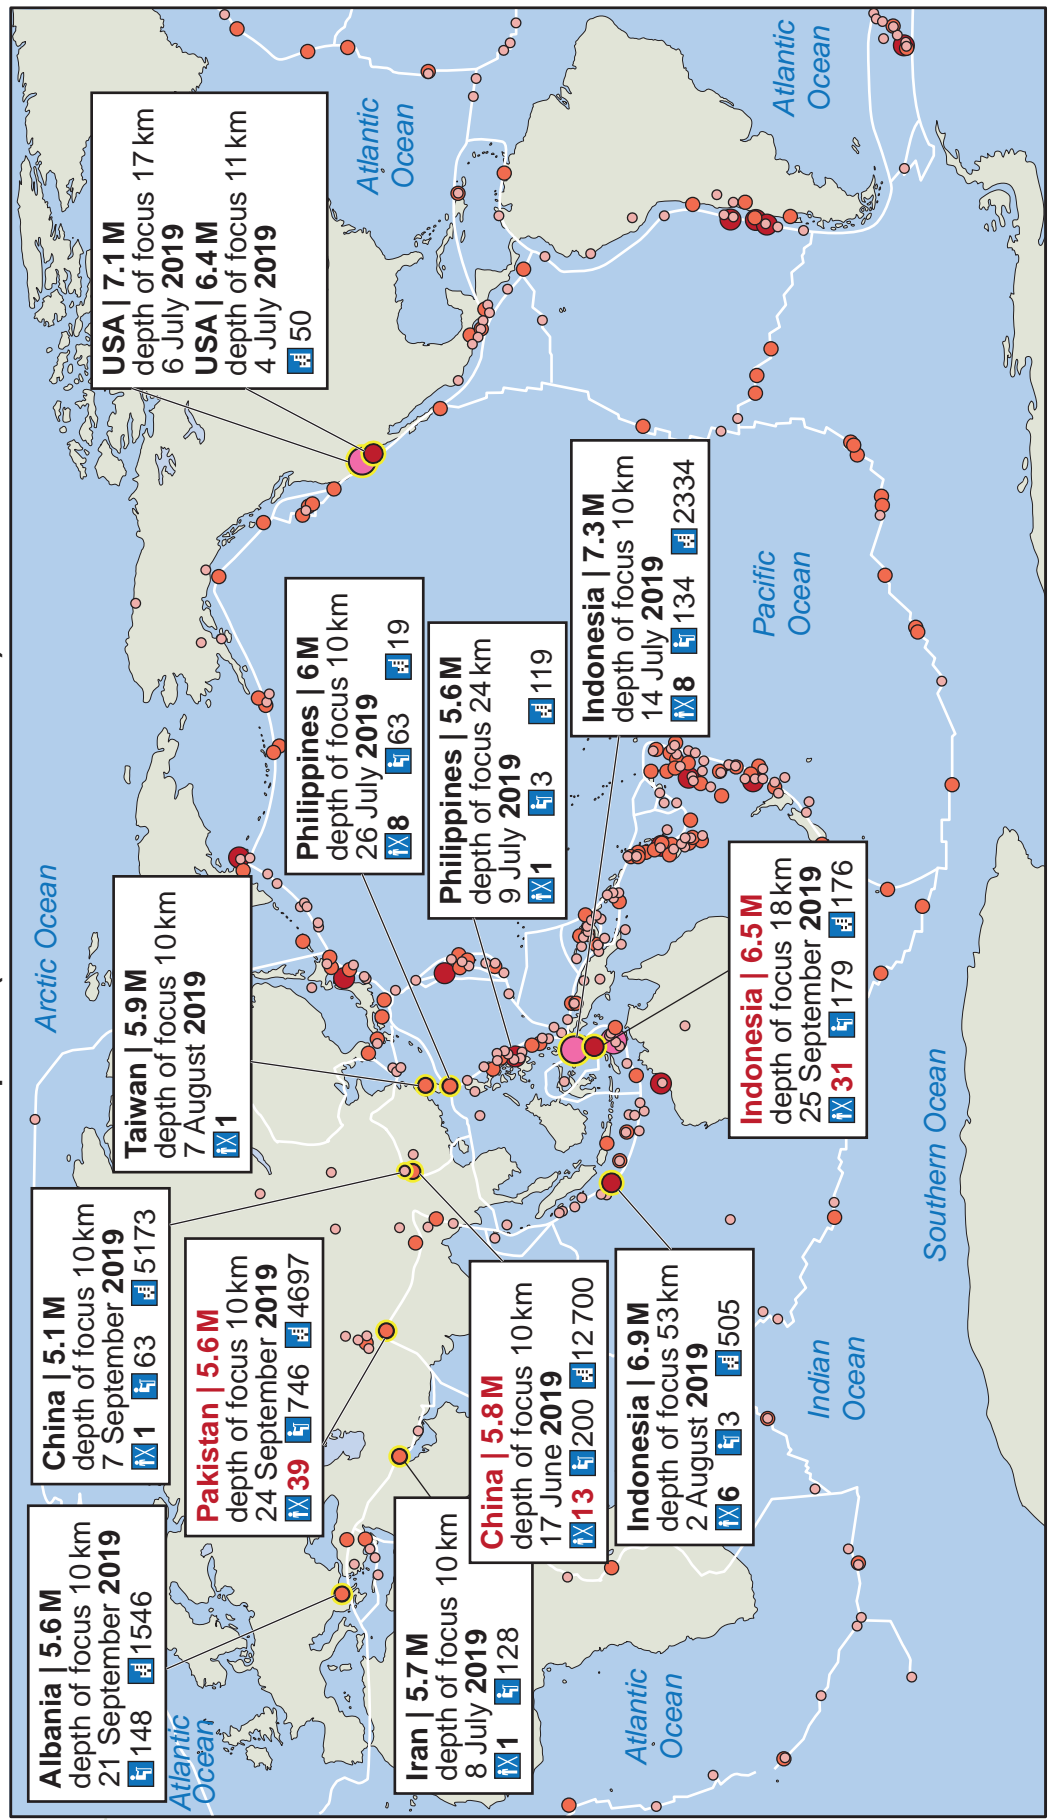 Arctic Ocean
Albania | 5.6 M
depth of focus 10 km
21 September 2019
148 1546
China | 5.1 M
depth of focus 10 km
7 September 2019
1 63 5173
Taiwan | 5.9 M
depth of focus 10 km
7 August 2019
1
USA | 7.1 M
depth of focus 17 km
6 July 2019
USA | 6.4 M
depth of focus 11 km
4 July 2019
50
Atlantic
Ocean
Pakistan | 5.6 M
depth of focus 10 km
24 September 2019
39 746 4697
Philippines | 6 M
depth of focus 10 km
26 July 2019
8 63 19
Atlantic
Ocean
Iran | 5.7 M
depth of focus 10 km
8 July 2019
1 128
China | 5.8 M
depth of focus 10 km
17 June 2019
13 200 12 700
Philippines | 5.6 M
depth of focus 24 km
9 July 2019
1 3 119
Indonesia | 7.3 M
depth of focus 10 km
14 July 2019
8 134 2334
Atlantic
Ocean
Indonesia | 6.9 M
depth of focus 53 km
2 August 2019
6 3 505
Indonesia | 6.5 M
depth of focus 18 km
25 September 2019
31 179 176
Pacific
Ocean
Atlantic
Ocean
Indian
Ocean
Southern Ocean